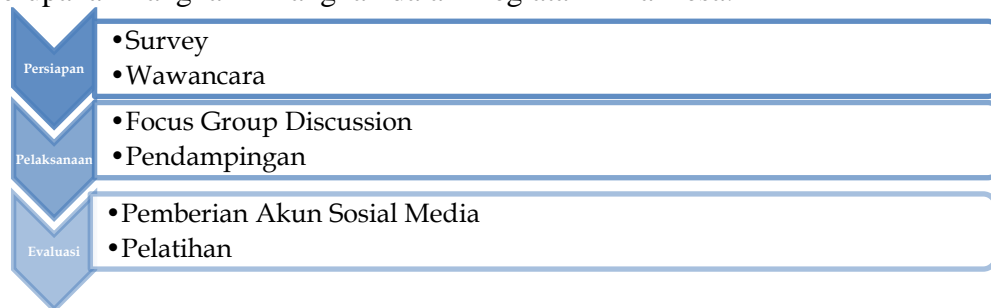 Persiapan
•Survey
•Wawancara
Pelaksanaan
•Focus Group Discussion
•Pendampingan
Evaluasi
•Pemberian Akun Sosial Media
•Pelatihan